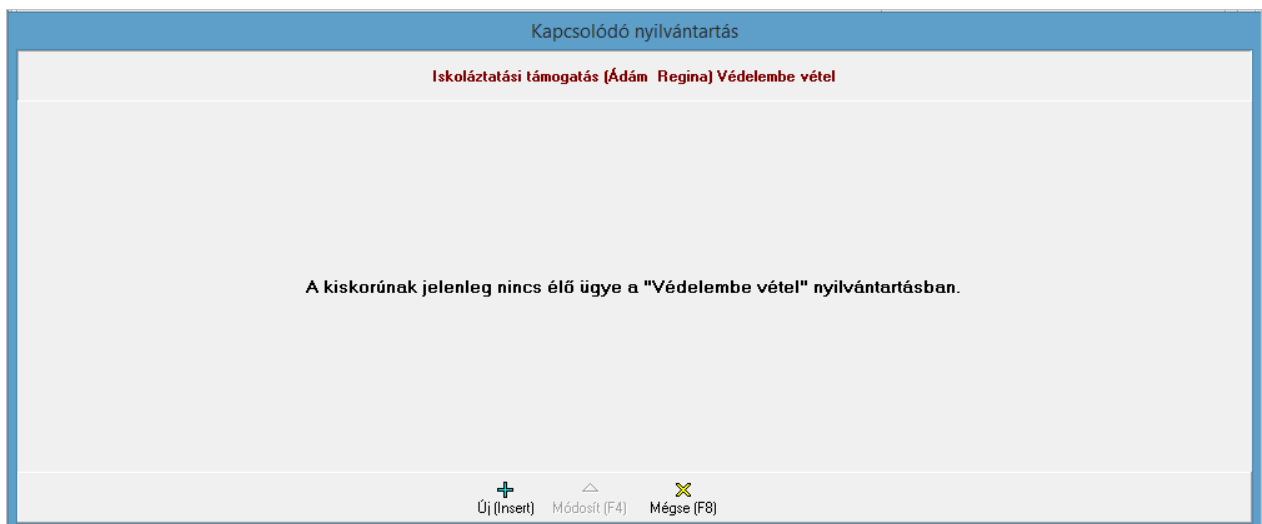 Kapcsolódó nyilvántartás
Iskoláztatási támogatás (Ádám  Regina) Védelembe vétel
A kiskorúnak jelenleg nincs élő ügye a "Védelembe vétel" nyilvántartásban.
Új (Insert) Módosít (F4) Mégse (F8)